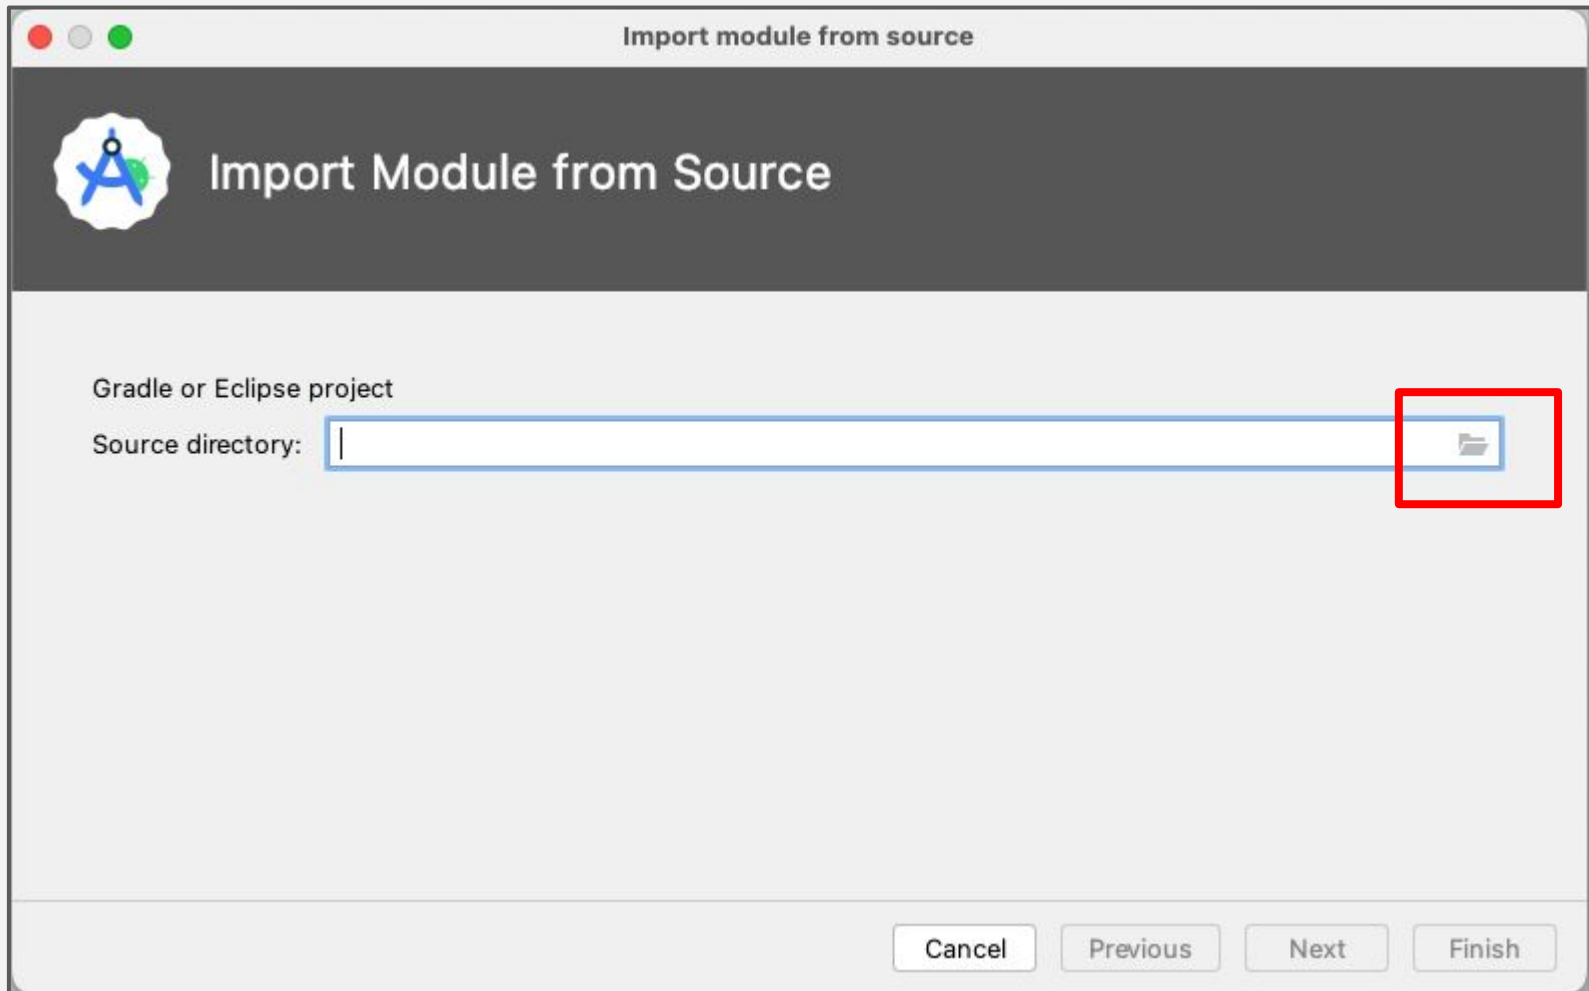 Import module from source
Import Module from Source
Gradle or Eclipse project
Source directory:
Cancel Previous Next Finish